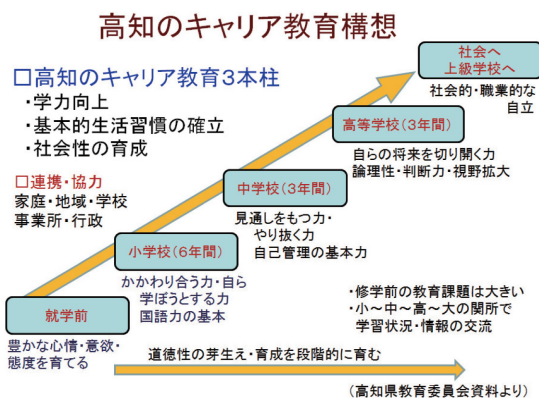 高知のキャリア教育構想
□高知のキャリア教育3本柱
・学力向上
・基本的生活習慣の確立
・社会性の育成
□連携・協力
家庭・地域・学校
事業所・行政
社会へ
上級学校へ
社会的・職業的な
自立
高等学校(3年間)
自らの将来を切り開く力
論理性・判断力・視野拡大
中学校(3年間)
見通しをもつ力・
やり抜く力
自己管理の基本力
小学校(6年間)
かかわり合う力・自ら
学ぼうとする力
国語力の基本
就学前
豊かな心情・意欲・
態度を育てる
・修学前の教育課題は大きい
・小~中~高~大の関所で
学習状況・情報の交流
道徳性の芽生え・育成を段階的に育む
(高知県教育委員会資料より)